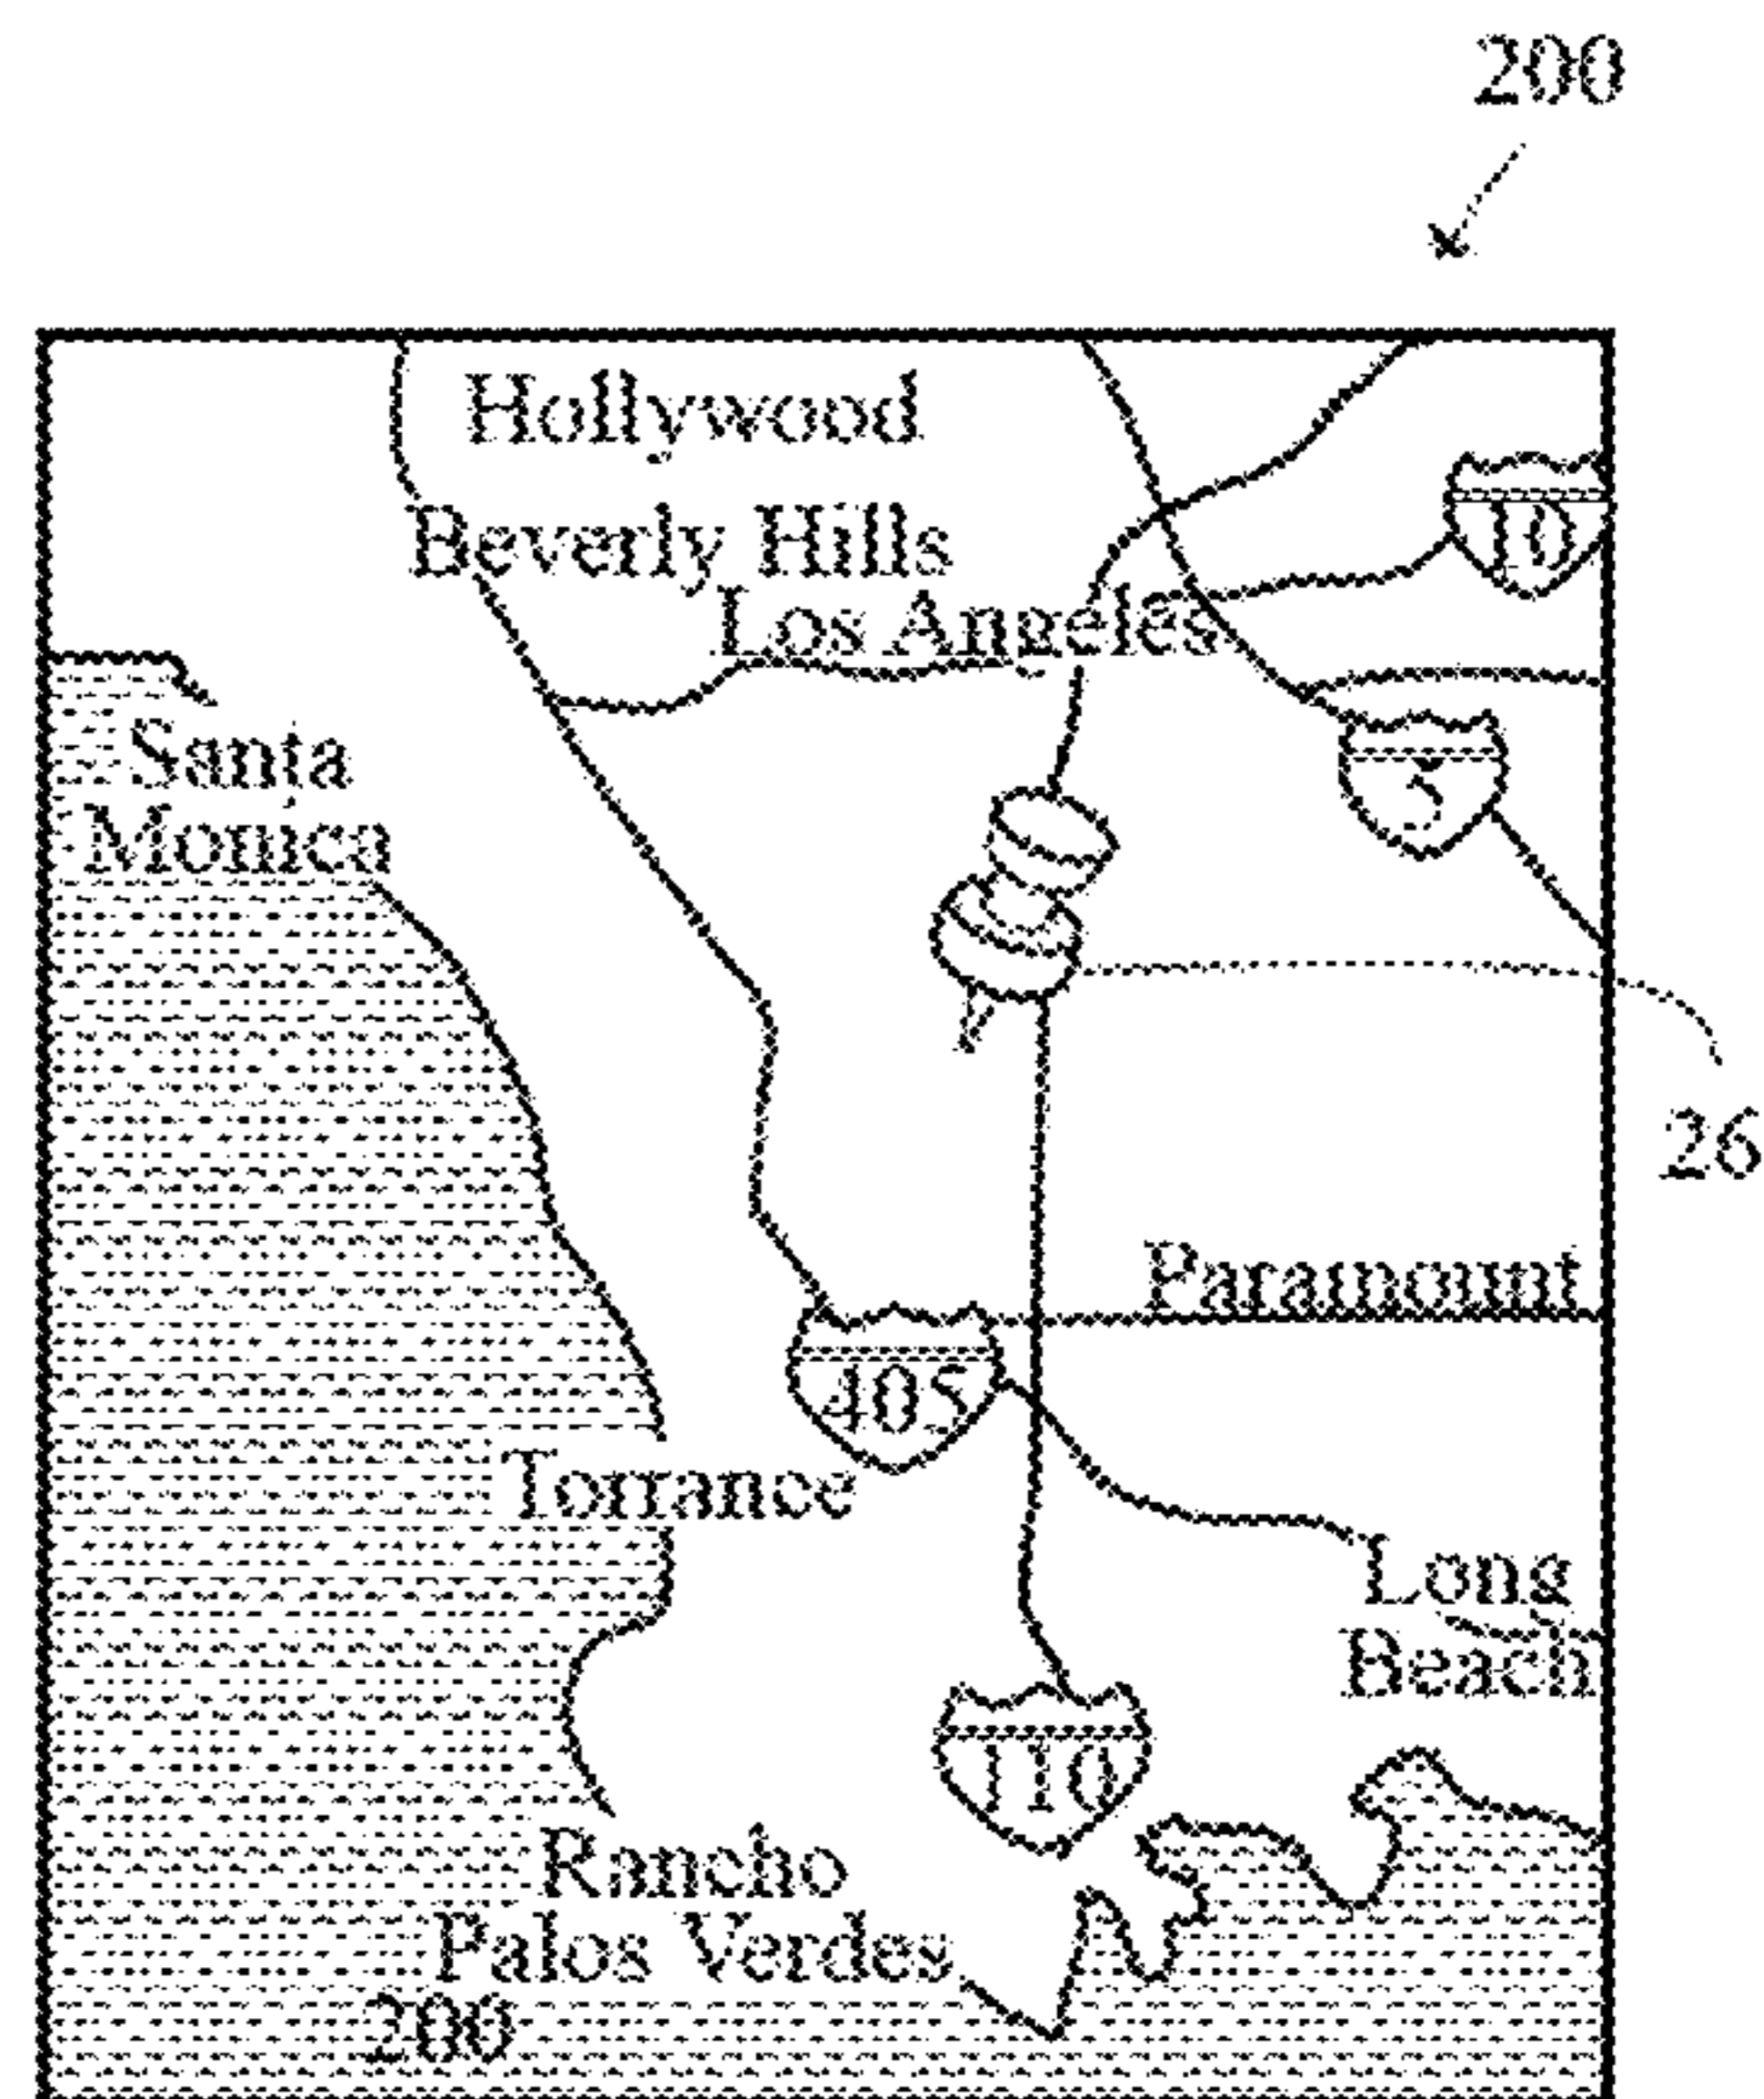 200
Hollywood
10
Beverly Hills
Los Angeles
Santa
Monica
5
26
Paramount
405
Torrance
Long
Beach
110
Rancho
Palos Verdes
200